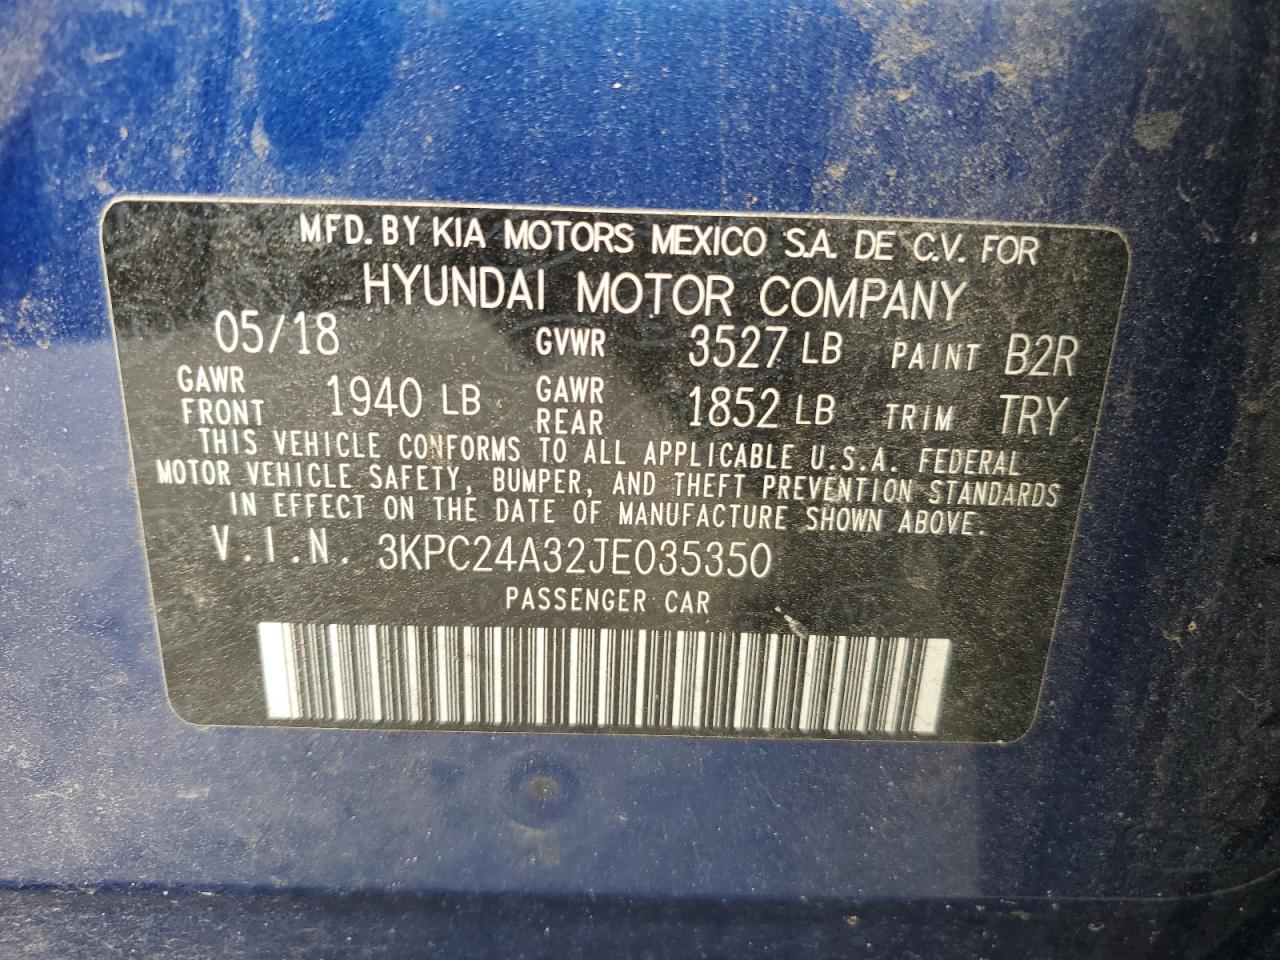 MFD. BY KIA MOTORS MEXICO S.A. DE C.V. FOR
HYUNDAI MOTOR COMPANY
05/18 GVWR 3527 LB PAINT B2R
GAWR FRONT 1940 LB GAWR REAR 1852 LB TRIM TRY
THIS VEHICLE CONFORMS TO ALL APPLICABLE U.S.A. FEDERAL
MOTOR VEHICLE SAFETY, BUMPER, AND THEFT PREVENTION STANDARDS
IN EFFECT ON THE DATE OF MANUFACTURE SHOWN ABOVE.
V.I.N. 3KPC24A32JE035350
PASSENGER CAR